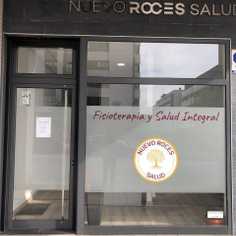 NUEVO ROCES SALUD
Fisioterapia y Salud Integral
NUEVO ROCES
SALUD